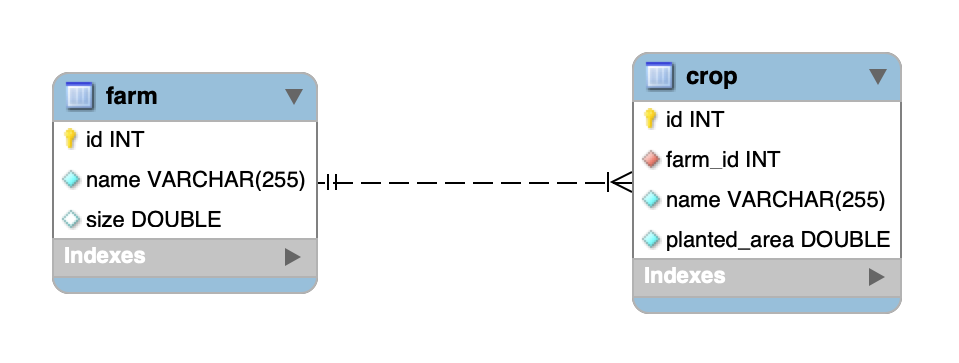 farm
id INT
name VARCHAR(255)
size DOUBLE
Indexes
crop
id INT
farm_id INT
name VARCHAR(255)
planted_area DOUBLE
Indexes